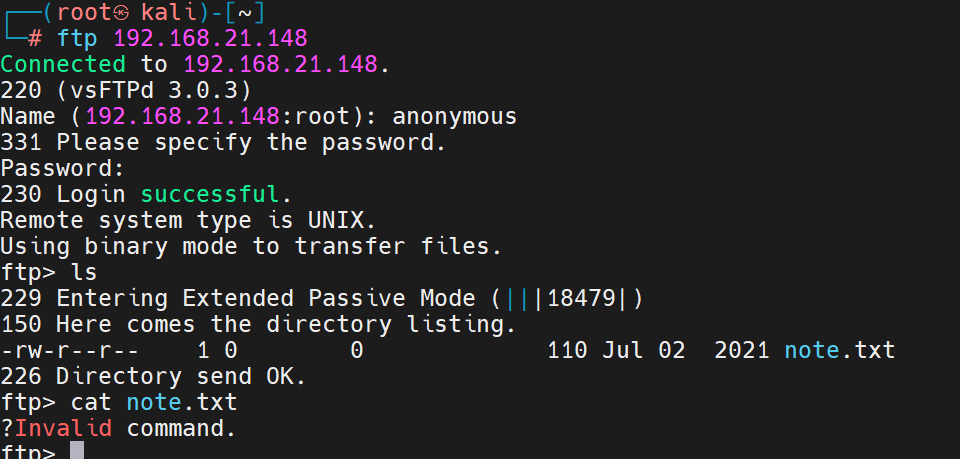 ┌──(root㉿ kali)-[~]
└─# ftp 192.168.21.148
Connected to 192.168.21.148.
220 (vsFTPd 3.0.3)
Name (192.168.21.148:root): anonymous
331 Please specify the password.
Password:
230 Login successful.
Remote system type is UNIX.
Using binary mode to transfer files.
ftp> ls
229 Entering Extended Passive Mode (|||18479|)
150 Here comes the directory listing.
-rw-r--r--    1 0        0             110 Jul 02  2021 note.txt
226 Directory send OK.
ftp> cat note.txt
?Invalid command.
ftp>